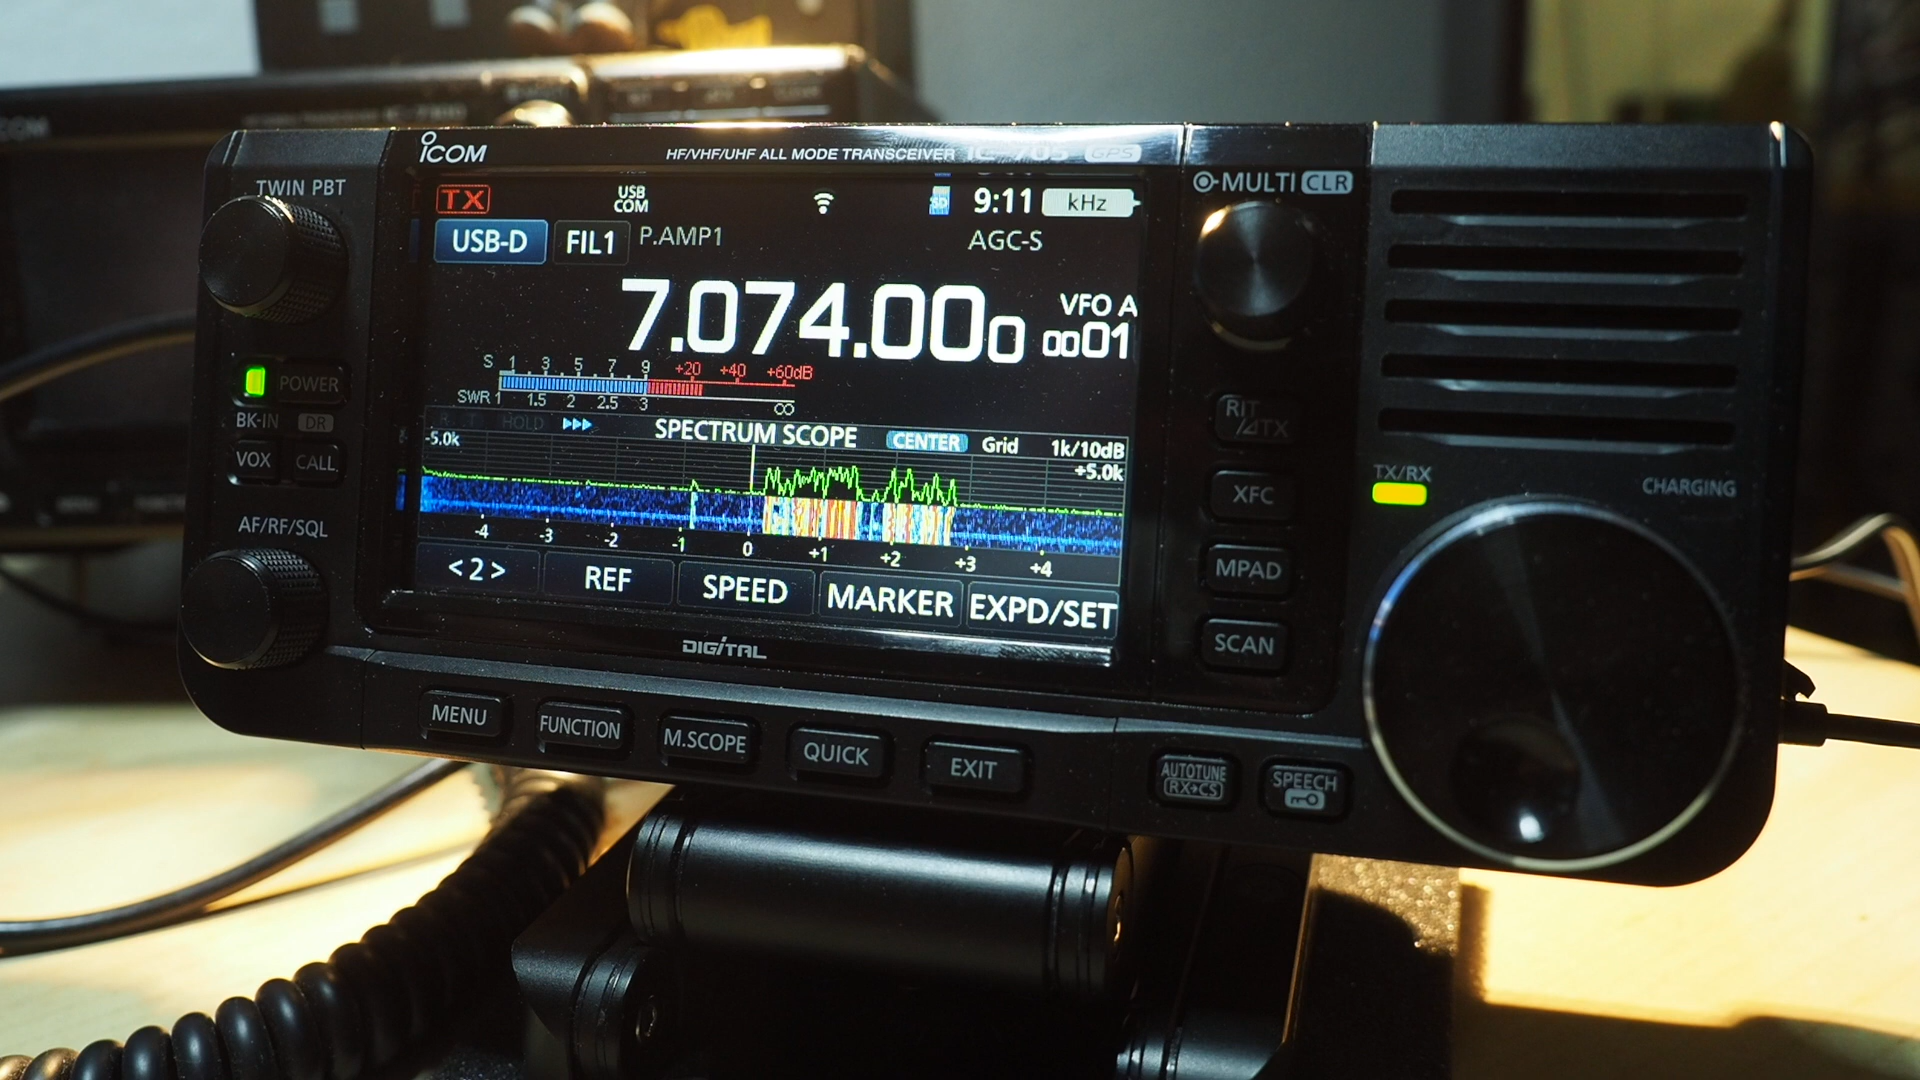 ICOM
HF/VHF/UHF ALL MODE TRANSCEIVER IC-705 GPS
TWIN PBT
MULTI CLR
TX
USB
COM
SD
9:11
kHz
USB-D
FIL1
P.AMP1
AGC-S
7.074.000
VFO A
0001
S 1 3 5 7 9 +20 +40 +60dB
SWR 1 1.5 2 2.5 3 ∞
POWER
BK-IN DR
VOX CALL
AF/RF/SQL
HOLD
SPECTRUM SCOPE
CENTER
Grid
1k/10dB
-5.0k
+5.0k
-4 -3 -2 -1 0 +1 +2 +3 +4
<2> REF SPEED MARKER EXPD/SET
DIGITAL
RIT
/⊿TX
XFC
MPAD
SCAN
TX/RX
CHARGING
MENU FUNCTION M.SCOPE QUICK EXIT
AUTOTUNE
RX→CS
SPEECH